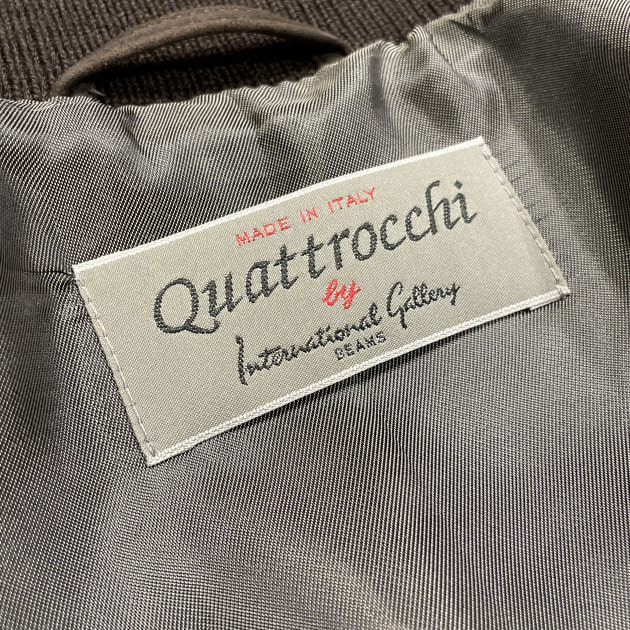 MADE IN ITALY
Quattrocchi
by
International Gallery
BEAMS